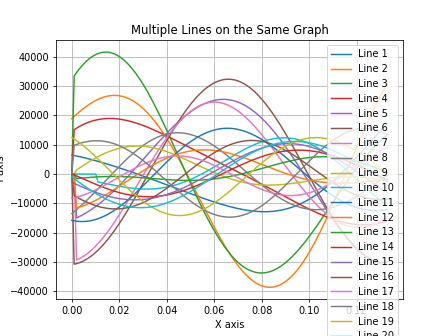 Multiple Lines on the Same Graph
40000
30000
20000
10000
0
−10000
−20000
−30000
−40000
0.00
0.02
0.04
0.06
0.08
0.10
X axis
Line 1
Line 2
Line 3
Line 4
Line 5
Line 6
Line 7
Line 8
Line 9
Line 10
Line 11
Line 12
Line 13
Line 14
Line 15
Line 16
Line 17
Line 18
Line 19
Line 20